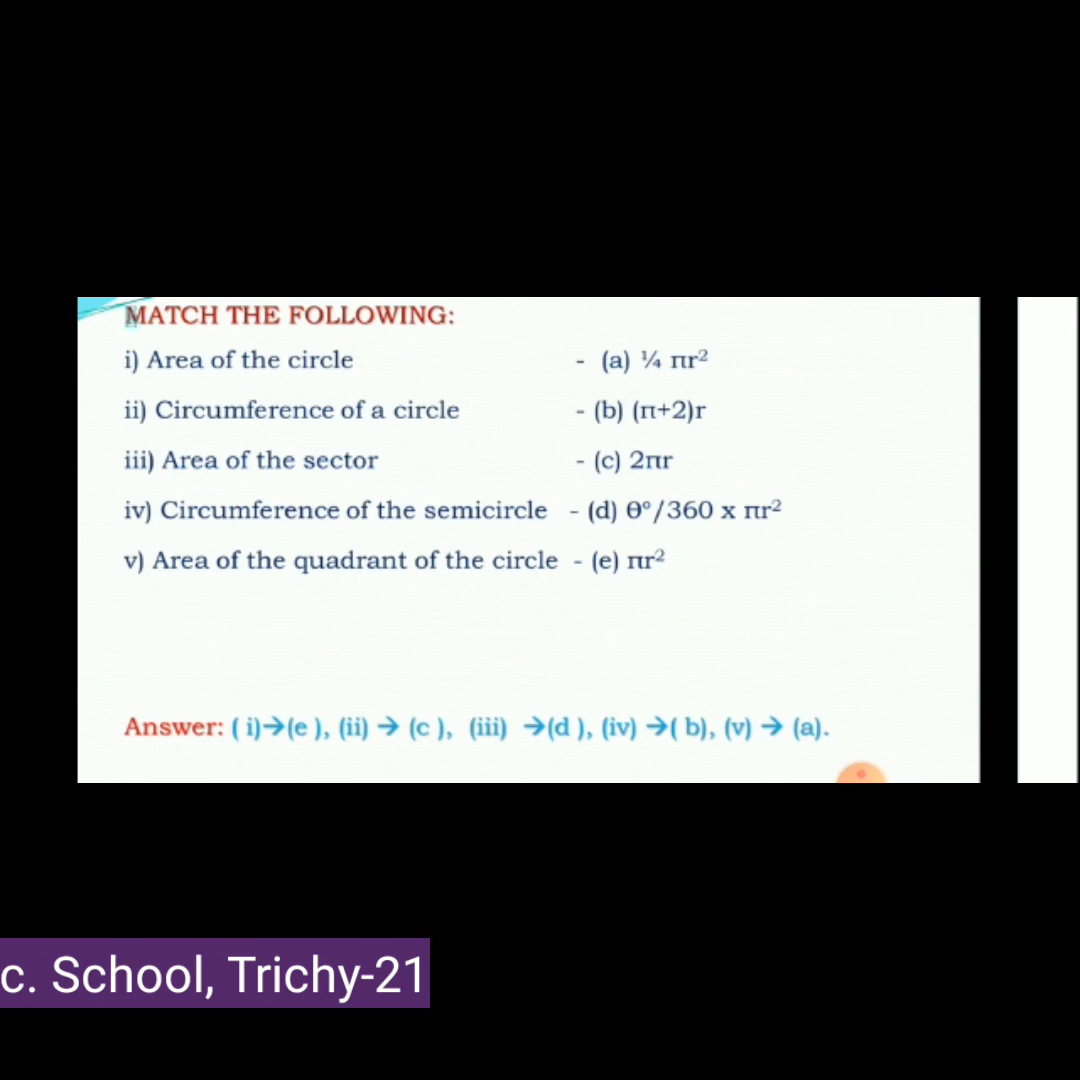 MATCH THE FOLLOWING:
i) Area of the circle - (a) ¼ πr²
ii) Circumference of a circle - (b) (π+2)r
iii) Area of the sector - (c) 2πr
iv) Circumference of the semicircle - (d) θº/360 x πr²
v) Area of the quadrant of the circle - (e) πr²
Answer: ( i)→(e ), (ii) → (c ), (iii) →(d ), (iv) →( b), (v) → (a).
c. School, Trichy-21